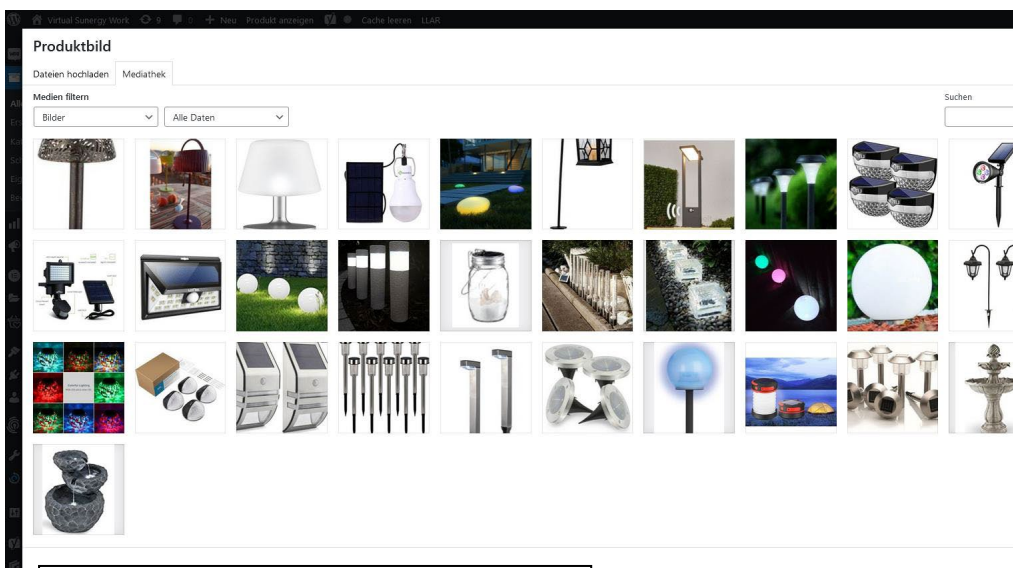 Virtual Sunergy Work 9 0 Neu Produkt anzeigen Cache leeren LLAR
Produktbild
Dateien hochladen Mediathek
Medien filtern Suchen
Bilder Alle Daten